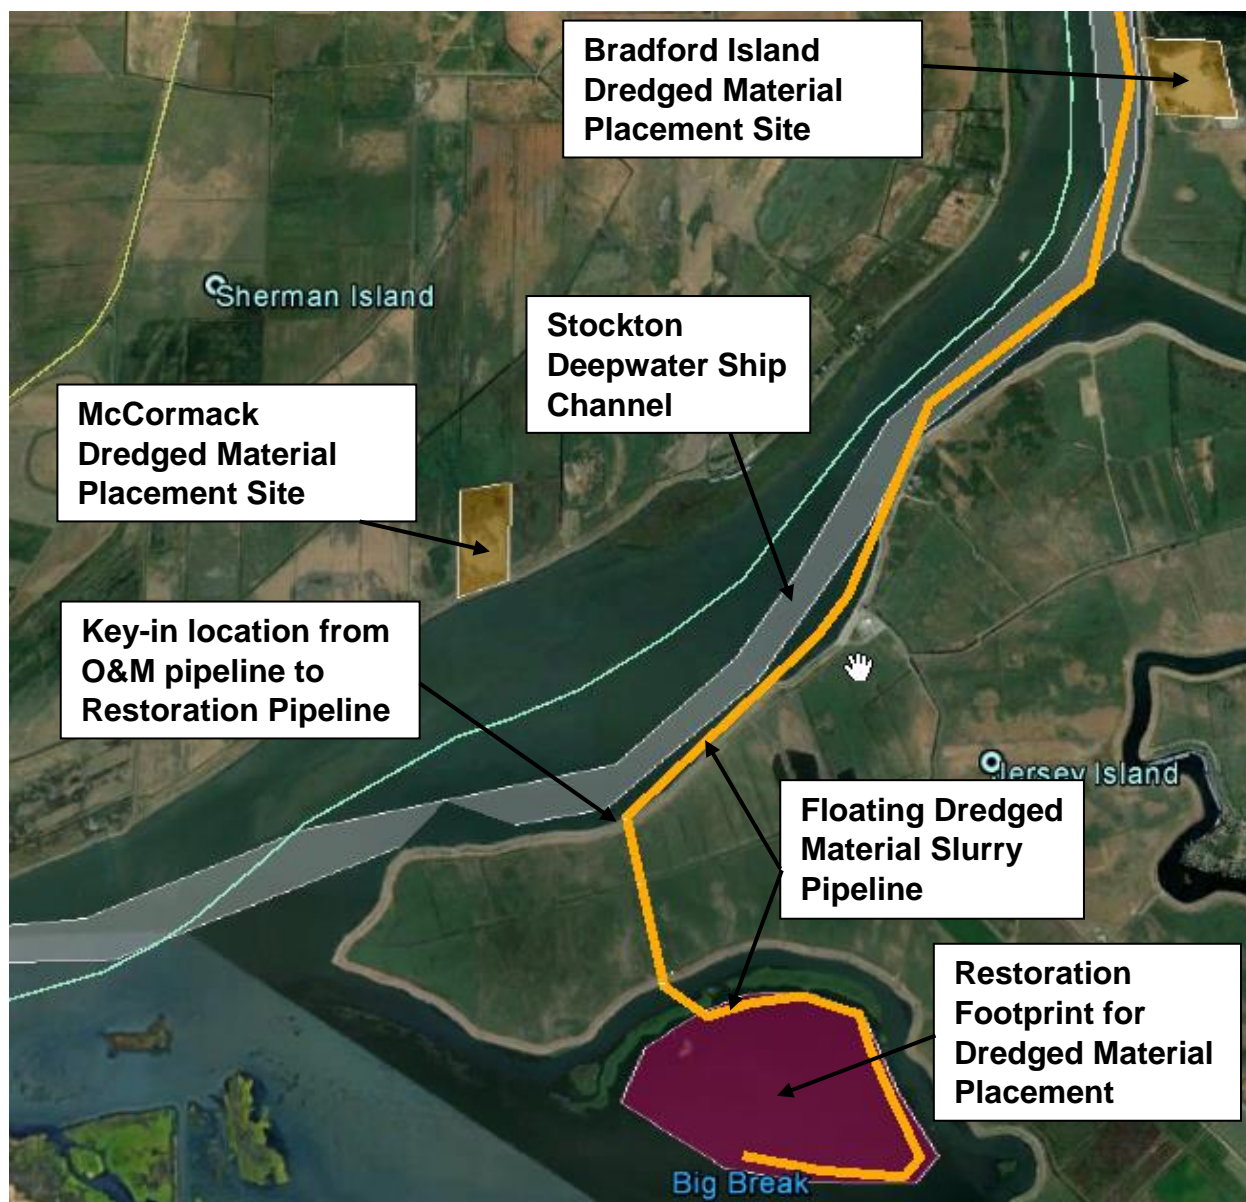 Bradford Island
Dredged Material
Placement Site
Sherman Island
Stockton
Deepwater Ship
Channel
McCormack
Dredged Material
Placement Site
Key-in location from
O&M pipeline to
Restoration Pipeline
Jersey Island
Floating Dredged
Material Slurry
Pipeline
Restoration
Footprint for
Dredged Material
Placement
Big Break